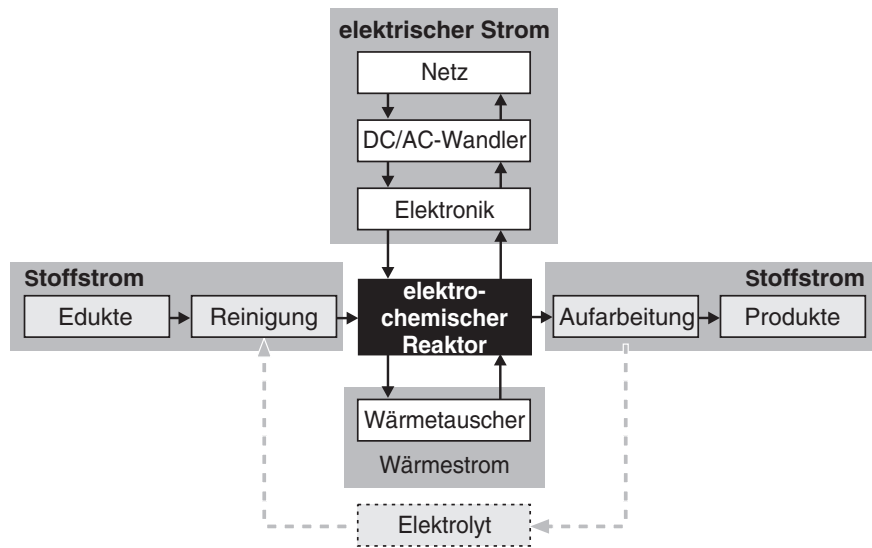 elektrischer Strom
Netz
DC/AC-Wandler
Elektronik
Stoffstrom
Edukte
Reinigung
elektro-
chemischer
Reaktor
Stoffstrom
Aufarbeitung
Produkte
Wärmetauscher
Wärmestrom
Elektrolyt